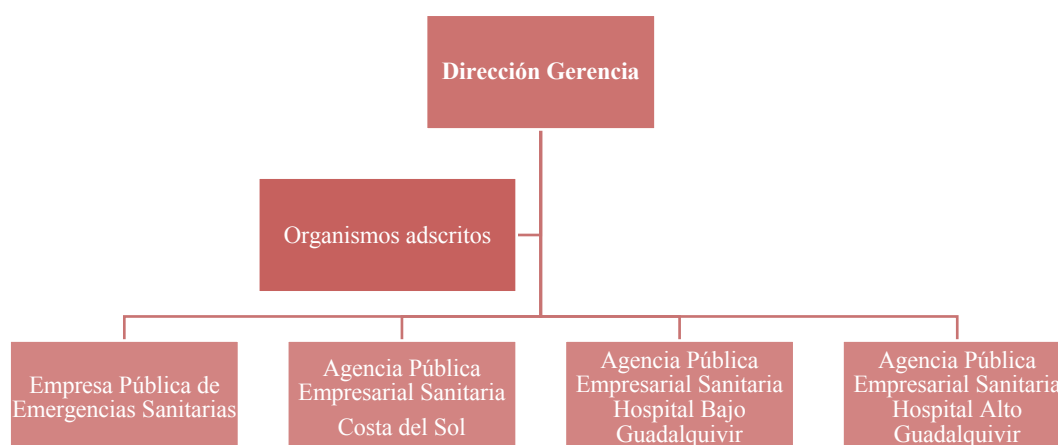 Dirección
Gerencia
Organismos adscritos
Empresa Pública de
Emergencias Sanitarias
Agencia Pública
Empresarial Sanitaria
Costa del Sol
Agencia Pública
Empresarial Sanitaria
Hospital Bajo
Guadalquivir
Agencia Pública
Empresarial Sanitaria
Hospital Alto
Guadalquivir